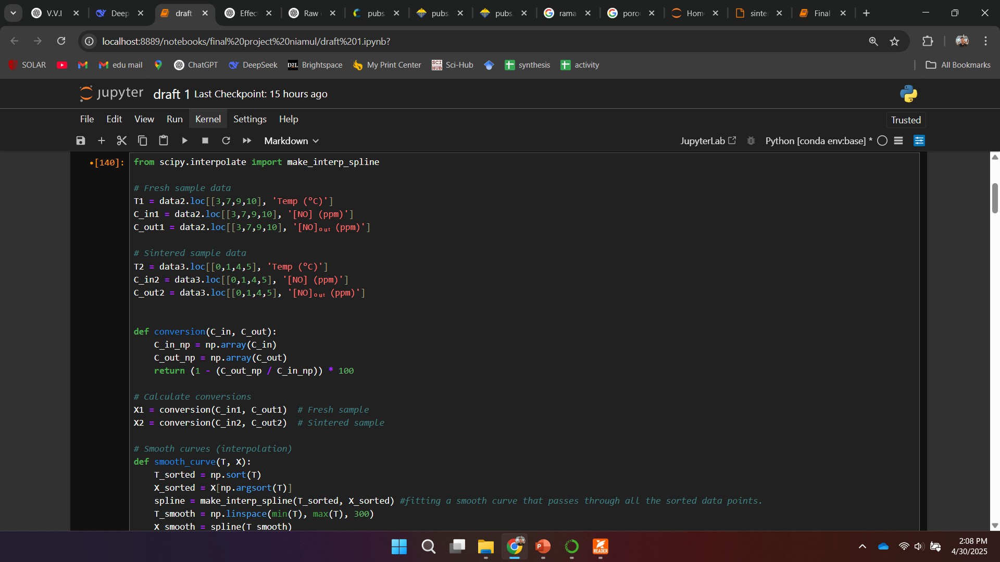 V.V.I
Deep
draft
Effec
Raw
pubs.
pubs.
pubs.
rama
poro
Hom
sinte
Final
localhost:8889/notebooks/final%20project%20niamul/draft%201.ipynb?
SOLAR
edu mail
ChatGPT
DeepSeek
D2L Brightspace
My Print Center
SCI HUB Sci-Hub
synthesis
activity
All Bookmarks
jupyter draft 1 Last Checkpoint: 15 hours ago
File Edit View Run Kernel Settings Help
Trusted
Markdown
JupyterLab
Python [conda env:base] *
•[140]:
from scipy.interpolate import make_interp_spline
# Fresh sample data
T1 = data2.loc[[3,7,9,10], 'Temp (°C)']
C_in1 = data2.loc[[3,7,9,10], '[NO] (ppm)']
C_out1 = data2.loc[[3,7,9,10], '[NO]ₒᵤₜ (ppm)']
# Sintered sample data
T2 = data3.loc[[0,1,4,5], 'Temp (°C)']
C_in2 = data3.loc[[0,1,4,5], '[NO] (ppm)']
C_out2 = data3.loc[[0,1,4,5], '[NO]ₒᵤₜ (ppm)']
def conversion(C_in, C_out):
C_in_np = np.array(C_in)
C_out_np = np.array(C_out)
return (1 - (C_out_np / C_in_np)) * 100
# Calculate conversions
X1 = conversion(C_in1, C_out1)  # Fresh sample
X2 = conversion(C_in2, C_out2)  # Sintered sample
# Smooth curves (interpolation)
def smooth_curve(T, X):
T_sorted = np.sort(T)
X_sorted = X[np.argsort(T)]
spline = make_interp_spline(T_sorted, X_sorted) #fitting a smooth curve that passes through all the sorted data points.
T_smooth = np.linspace(min(T), max(T), 300)
X_smooth = spline(T_smooth)
READER
2:08 PM
4/30/2025